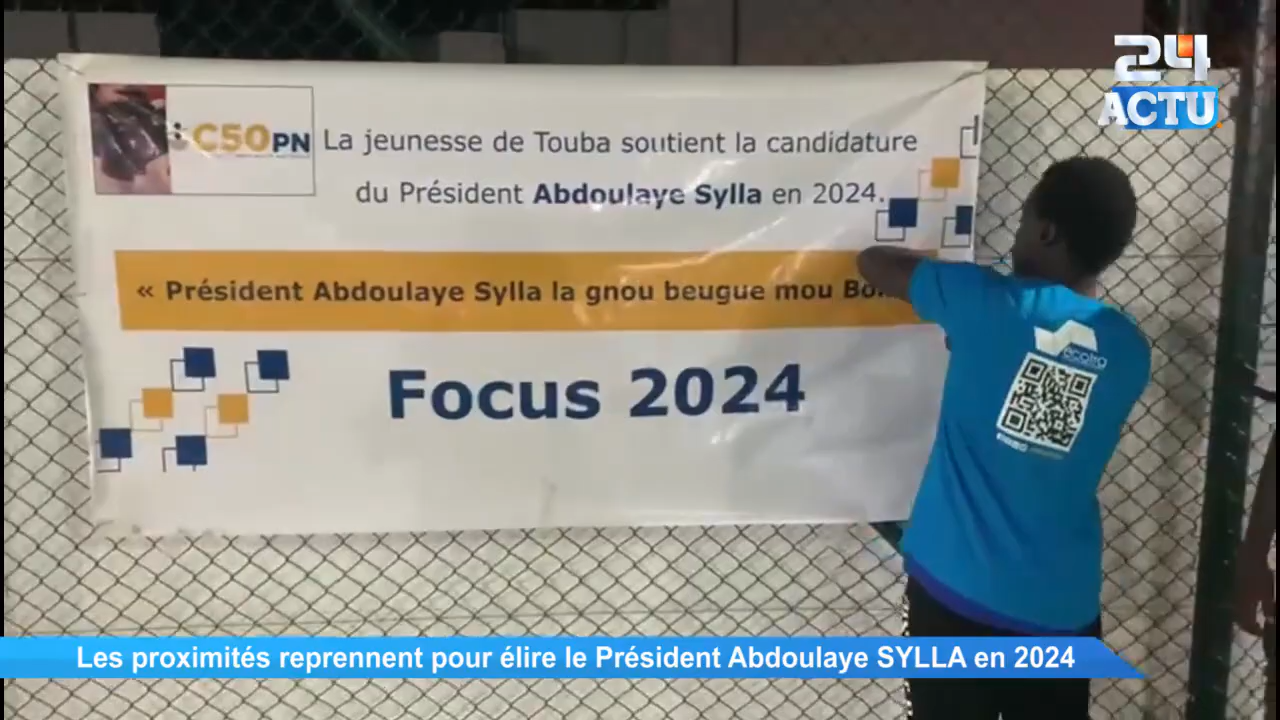 24
ACTU
C50PN
La jeunesse de Touba soutient la candidature
du Président Abdoulaye Sylla en 2024.
« Président Abdoulaye Sylla la gnou beugue mou
Focus 2024
Les proximités reprennent pour élire le Président Abdoulaye SYLLA en 2024